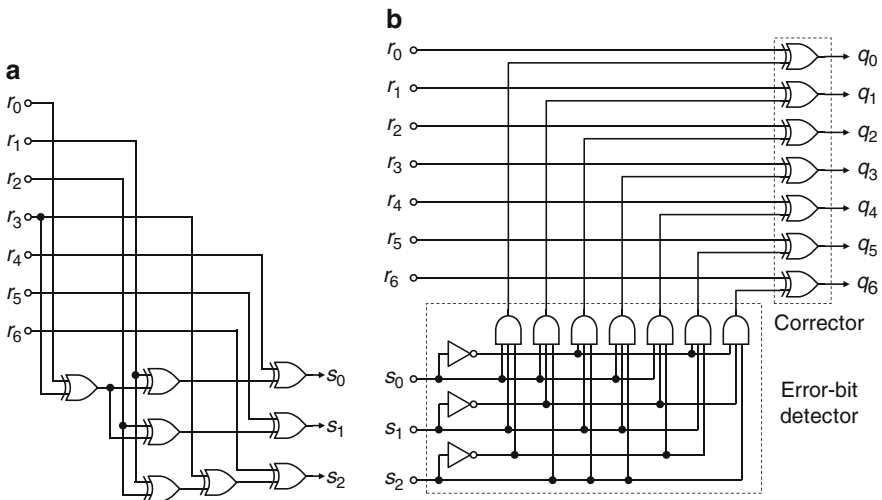 a
r0
r1
r2
r3
r4
r5
r6
s0
s1
s2
b
r0
r1
r2
r3
r4
r5
r6
q0
q1
q2
q3
q4
q5
q6
Corrector
s0
s1
s2
Error-bit
detector